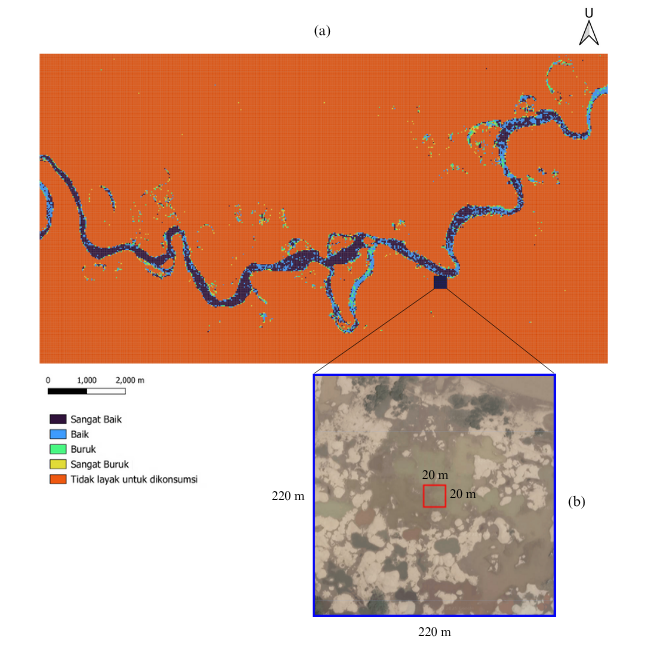 U
(a)
0 1,000 2,000 m
Sangat Baik
Baik
Buruk
Sangat Buruk
Tidak layak untuk dikonsumsi
20 m
20 m
220 m
(b)
220 m